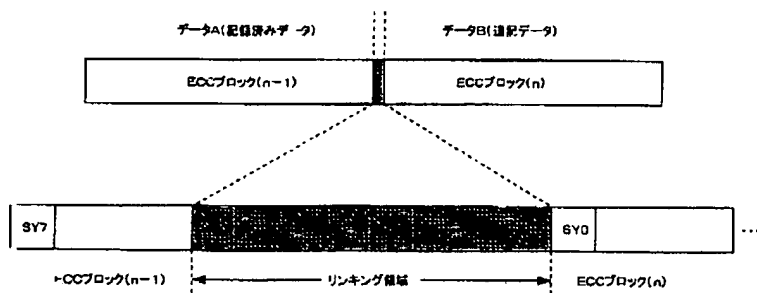 データA(記録済みデータ) データB(追記データ)
ECCブロック(n-1) ECCブロック(n)
SY7 SY0 …
ECCブロック(n-1) リンキング領域 ECCブロック(n)